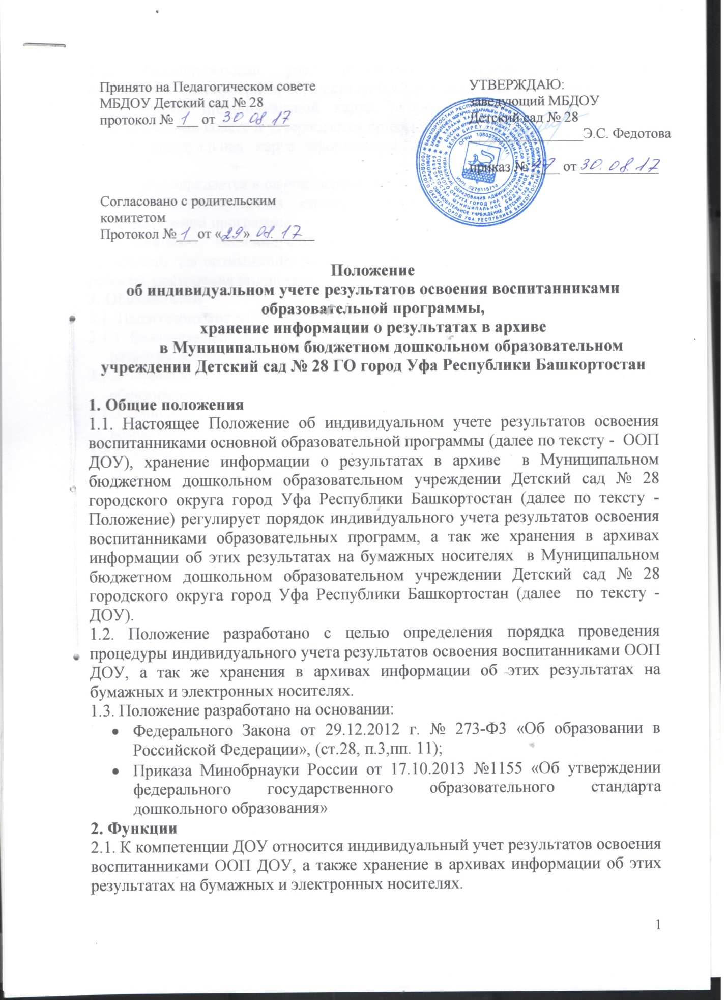 Принято на Педагогическом совете
МБДОУ Детский сад № 28
протокол № 1 от 30.08.17
УТВЕРЖДАЮ:
заведующий МБДОУ
Детский сад № 28
Э.С. Федотова
приказ № от 30.08.17
ОГРН 1080276003411
ИНН 0276115714
Согласовано с родительским
комитетом
Протокол № 1 от «29» 08.17
Положение
об индивидуальном учете результатов освоения воспитанниками
образовательной программы,
хранение информации о результатах в архиве
в Муниципальном бюджетном дошкольном образовательном
учреждении Детский сад № 28 ГО город Уфа Республики Башкортостан
1. Общие положения
1.1. Настоящее Положение об индивидуальном учете результатов освоения
воспитанниками основной образовательной программы (далее по тексту - ООП
ДОУ), хранение информации о результатах в архиве в Муниципальном
бюджетном дошкольном образовательном учреждении Детский сад № 28
городского округа город Уфа Республики Башкортостан (далее по тексту -
Положение) регулирует порядок индивидуального учета результатов освоения
воспитанниками образовательных программ, а так же хранения в архивах
информации об этих результатах на бумажных носителях в Муниципальном
бюджетном дошкольном образовательном учреждении Детский сад № 28
городского округа город Уфа Республики Башкортостан (далее по тексту -
ДОУ).
1.2. Положение разработано с целью определения порядка проведения
процедуры индивидуального учета результатов освоения воспитанниками ООП
ДОУ, а так же хранения в архивах информации об этих результатах на
бумажных и электронных носителях.
1.3. Положение разработано на основании:
• Федерального Закона от 29.12.2012 г. № 273-ФЗ «Об образовании в
Российской Федерации», (ст.28, п.3,пп. 11);
• Приказа Минобрнауки России от 17.10.2013 №1155 «Об утверждении
федерального государственного образовательного стандарта
дошкольного образования»
2. Функции
2.1. К компетенции ДОУ относится индивидуальный учет результатов освоения
воспитанниками ООП ДОУ, а также хранение в архивах информации об этих
результатах на бумажных и электронных носителях.
1